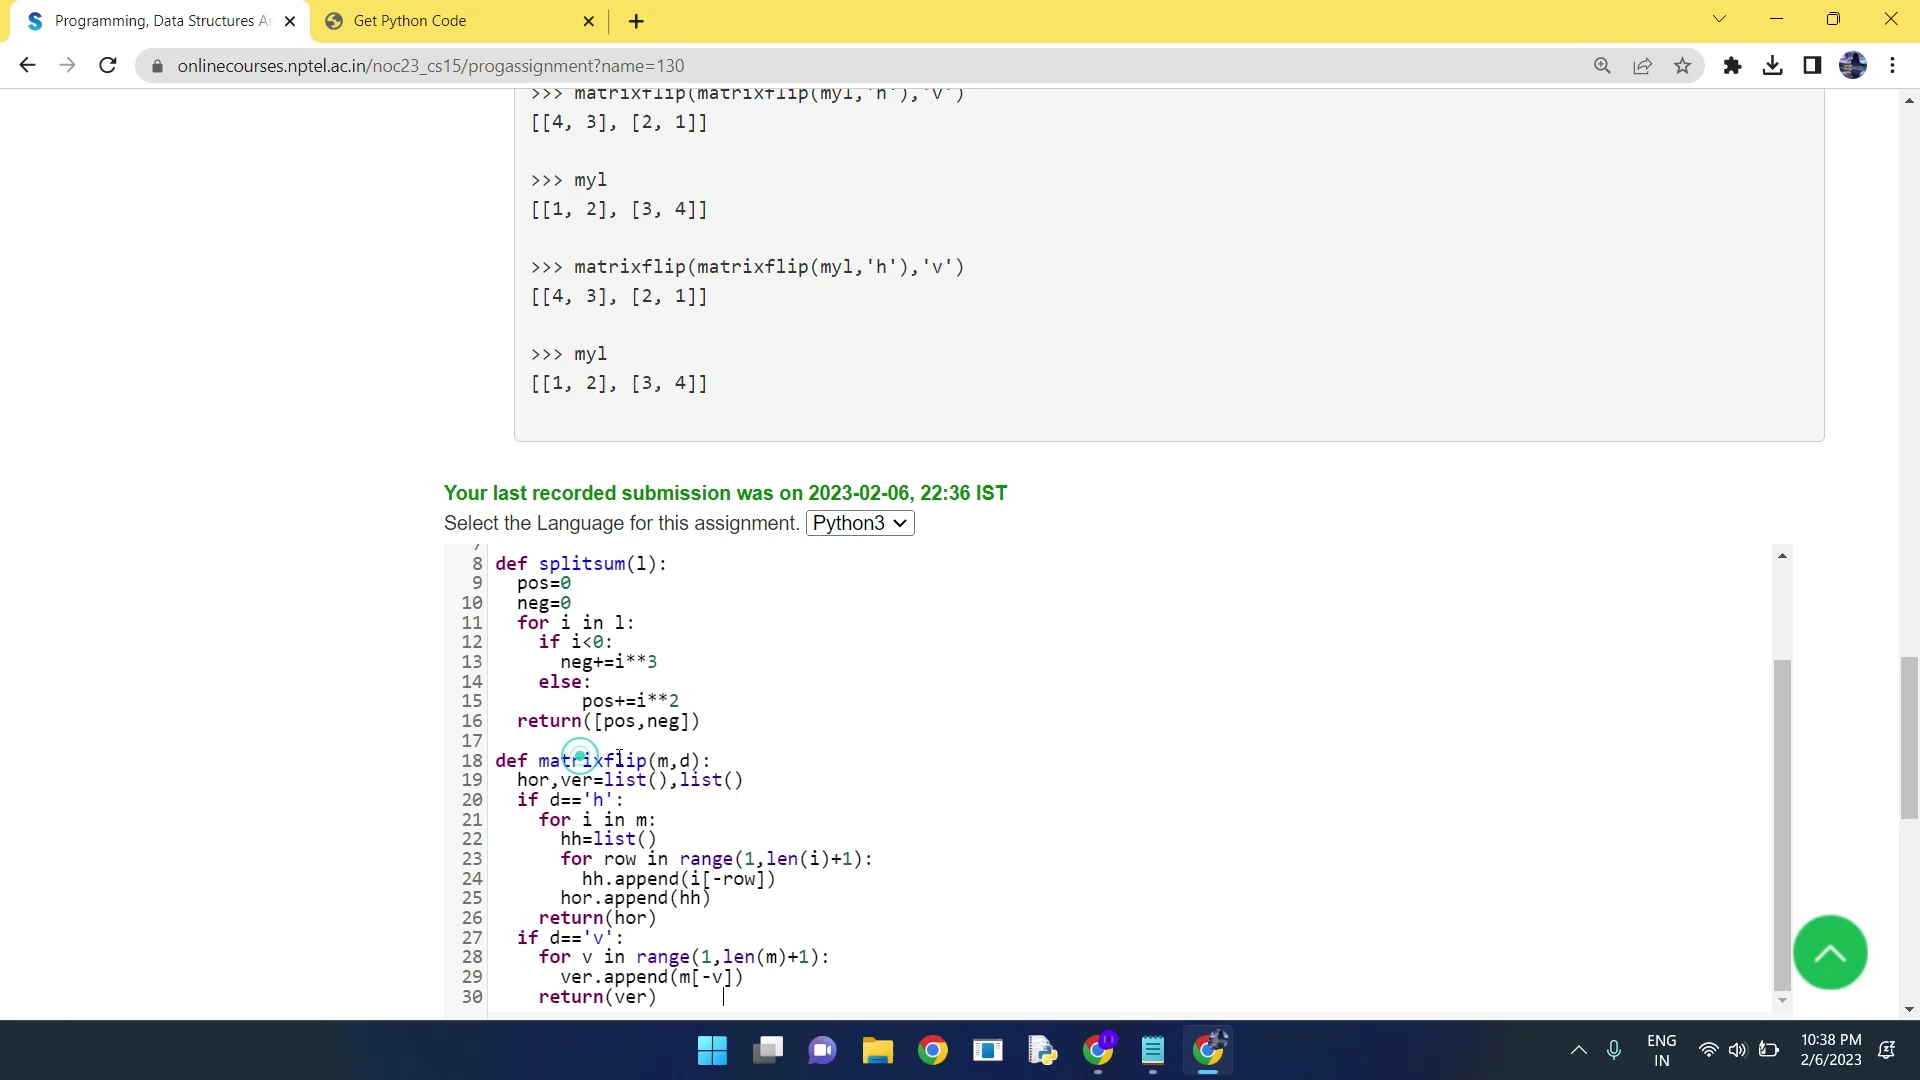 Programming, Data Structures Ar
Get Python Code
onlinecourses.nptel.ac.in/noc23_cs15/progassignment?name=130
>>> matrixflip(matrixflip(myl,'h'),'v')
[[4, 3], [2, 1]]
>>> myl
[[1, 2], [3, 4]]
>>> matrixflip(matrixflip(myl,'h'),'v')
[[4, 3], [2, 1]]
>>> myl
[[1, 2], [3, 4]]
Your last recorded submission was on 2023-02-06, 22:36 IST
Select the Language for this assignment. Python3
7
8 def splitsum(l):
9 pos=0
10 neg=0
11 for i in l:
12 if i<0:
13 neg+=i**3
14 else:
15 pos+=i**2
16 return([pos,neg])
17
18 def matrixflip(m,d):
19 hor,ver=list(),list()
20 if d=='h':
21 for i in m:
22 hh=list()
23 for row in range(1,len(i)+1):
24 hh.append(i[-row])
25 hor.append(hh)
26 return(hor)
27 if d=='v':
28 for v in range(1,len(m)+1):
29 ver.append(m[-v])
30 return(ver)
ENG
IN
10:38 PM
2/6/2023